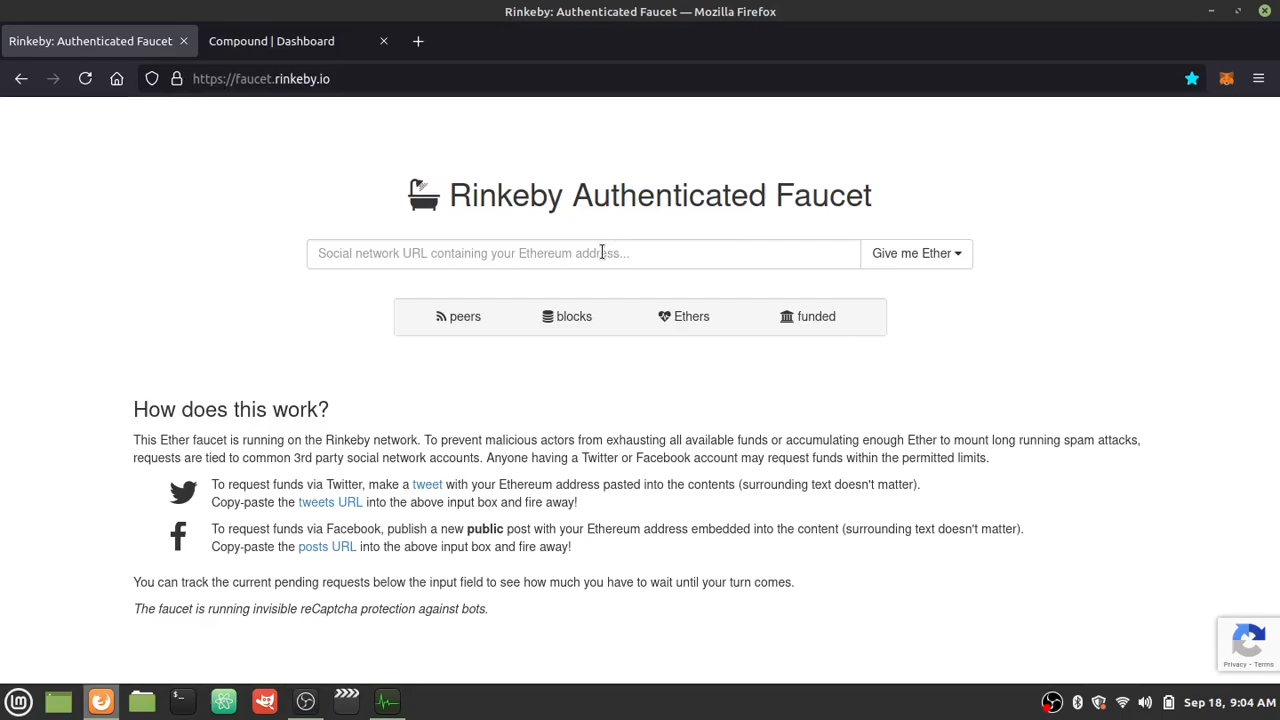 Rinkeby: Authenticated Faucet — Mozilla Firefox
Rinkeby: Authenticated Faucet
Compound | Dashboard
https://faucet.rinkeby.io
Rinkeby Authenticated Faucet
Social network URL containing your Ethereum address...
Give me Ether
peers
blocks
Ethers
funded
How does this work?
This Ether faucet is running on the Rinkeby network. To prevent malicious actors from exhausting all available funds or accumulating enough Ether to mount long running spam attacks,
requests are tied to common 3rd party social network accounts. Anyone having a Twitter or Facebook account may request funds within the permitted limits.
To request funds via Twitter, make a tweet with your Ethereum address pasted into the contents (surrounding text doesn't matter).
Copy-paste the tweets URL into the above input box and fire away!
To request funds via Facebook, publish a new public post with your Ethereum address embedded into the content (surrounding text doesn't matter).
Copy-paste the posts URL into the above input box and fire away!
You can track the current pending requests below the input field to see how much you have to wait until your turn comes.
The faucet is running invisible reCaptcha protection against bots.
Privacy - Terms
Sep 18, 9:04 AM